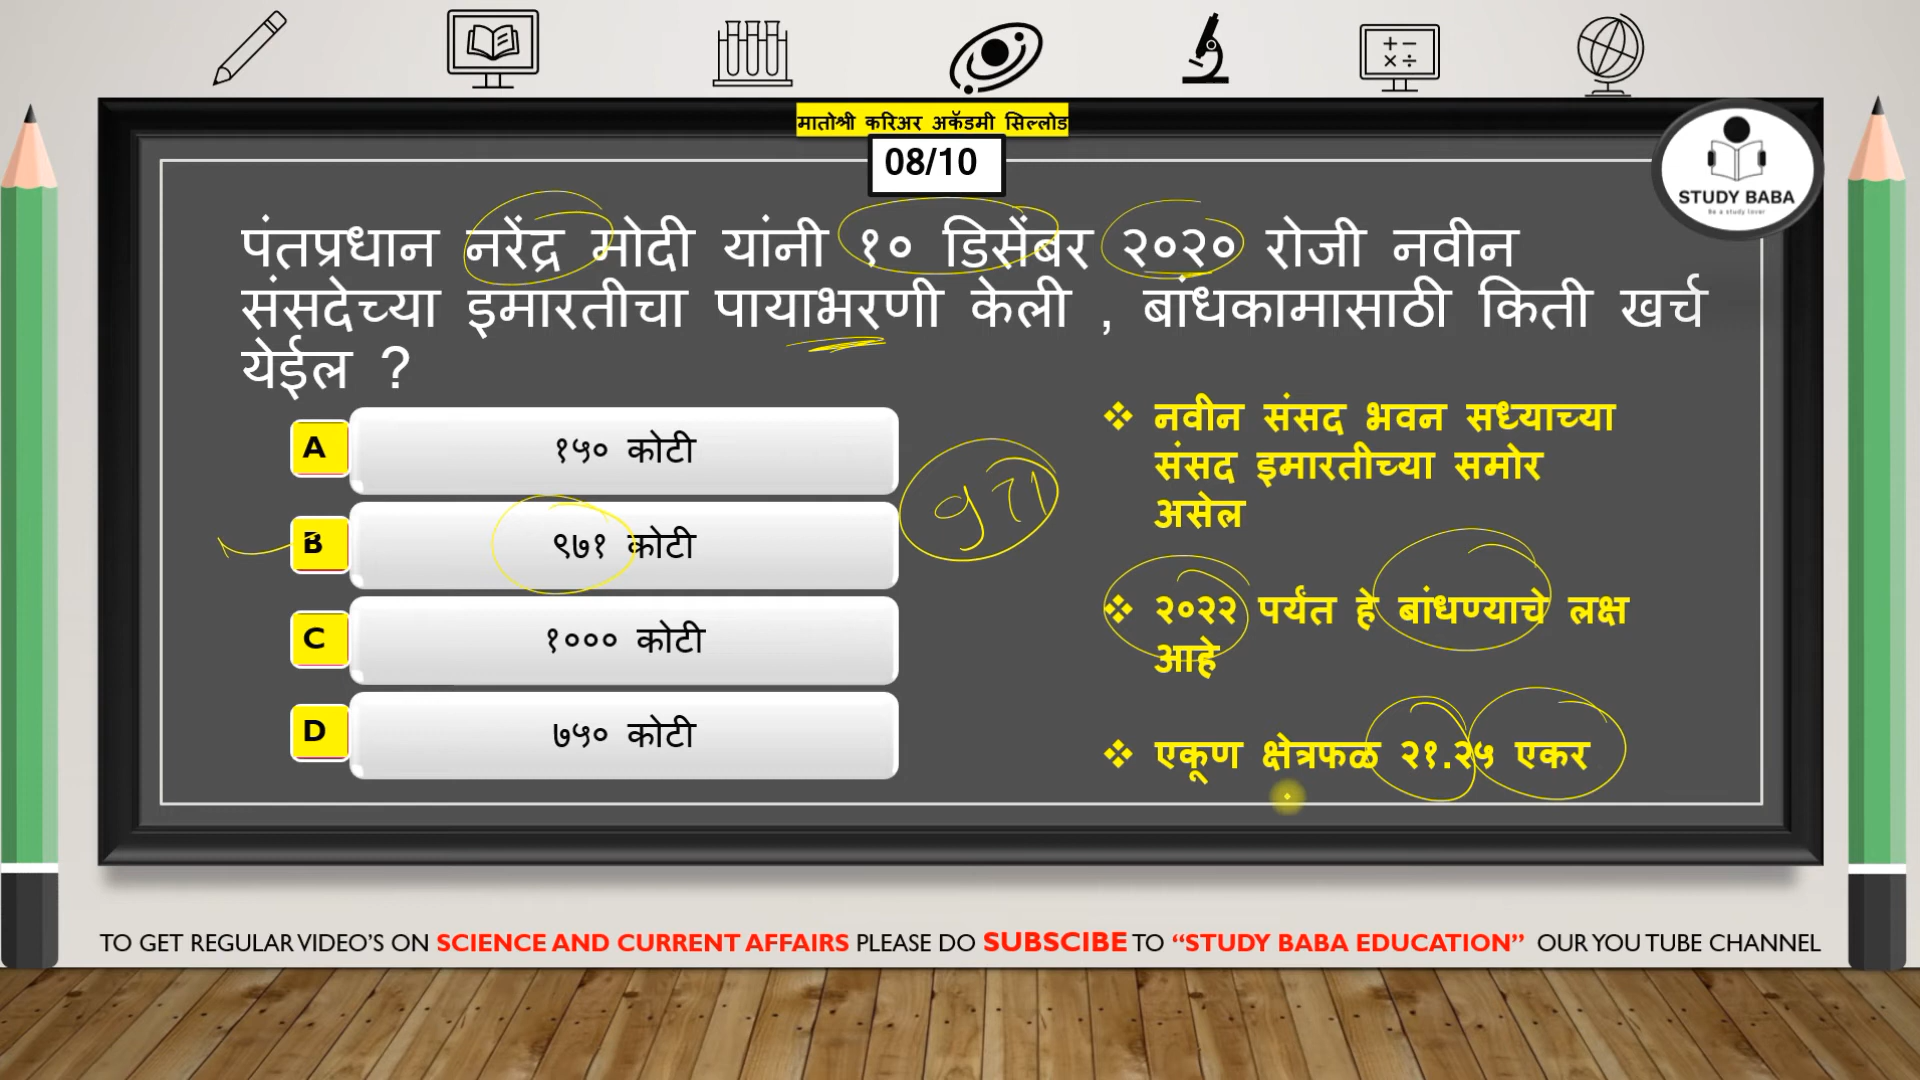 मातोश्री करिअर अकॅडमी सिल्लोड
08/10
STUDY BABA
Be a study lover
पंतप्रधान नरेंद्र मोदी यांनी १० डिसेंबर २०२० रोजी नवीन
संसदेच्या इमारतीचा पायाभरणी केली , बांधकामासाठी किती खर्च
येईल ?
A १५० कोटी
B ९७१ कोटी
C १००० कोटी
D ७५० कोटी
971
❖ नवीन संसद भवन सध्याच्या
संसद इमारतीच्या समोर
असेल
❖ २०२२ पर्यंत हे बांधण्याचे लक्ष
आहे
❖ एकूण क्षेत्रफळ २१.२५ एकर
TO GET REGULAR VIDEO'S ON SCIENCE AND CURRENT AFFAIRS PLEASE DO SUBSCIBE TO "STUDY BABA EDUCATION" OUR YOU TUBE CHANNEL